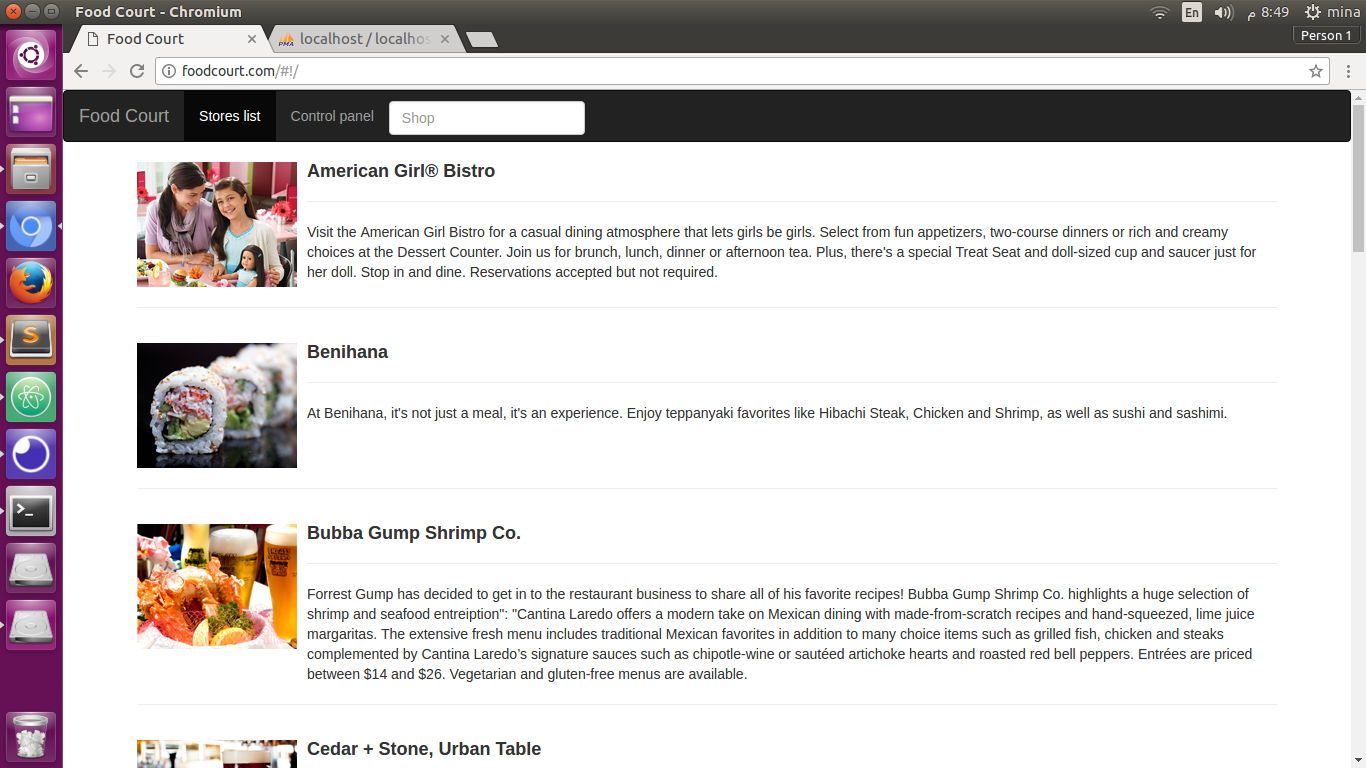 Food Court - Chromium
En
م 8:49
mina
Food Court
PMA
localhost / localhos
Person 1
foodcourt.com/#!/
Food Court
Stores list
Control panel
Shop
American Girl® Bistro
Visit the American Girl Bistro for a casual dining atmosphere that lets girls be girls. Select from fun appetizers, two-course dinners or rich and creamy
choices at the Dessert Counter. Join us for brunch, lunch, dinner or afternoon tea. Plus, there's a special Treat Seat and doll-sized cup and saucer just for
her doll. Stop in and dine. Reservations accepted but not required.
Benihana
At Benihana, it's not just a meal, it's an experience. Enjoy teppanyaki favorites like Hibachi Steak, Chicken and Shrimp, as well as sushi and sashimi.
Bubba Gump Shrimp Co.
Forrest Gump has decided to get in to the restaurant business to share all of his favorite recipes! Bubba Gump Shrimp Co. highlights a huge selection of
shrimp and seafood entreiption": "Cantina Laredo offers a modern take on Mexican dining with made-from-scratch recipes and hand-squeezed, lime juice
margaritas. The extensive fresh menu includes traditional Mexican favorites in addition to many choice items such as grilled fish, chicken and steaks
complemented by Cantina Laredo’s signature sauces such as chipotle-wine or sautéed artichoke hearts and roasted red bell peppers. Entrées are priced
between $14 and $26. Vegetarian and gluten-free menus are available.
Cedar + Stone, Urban Table